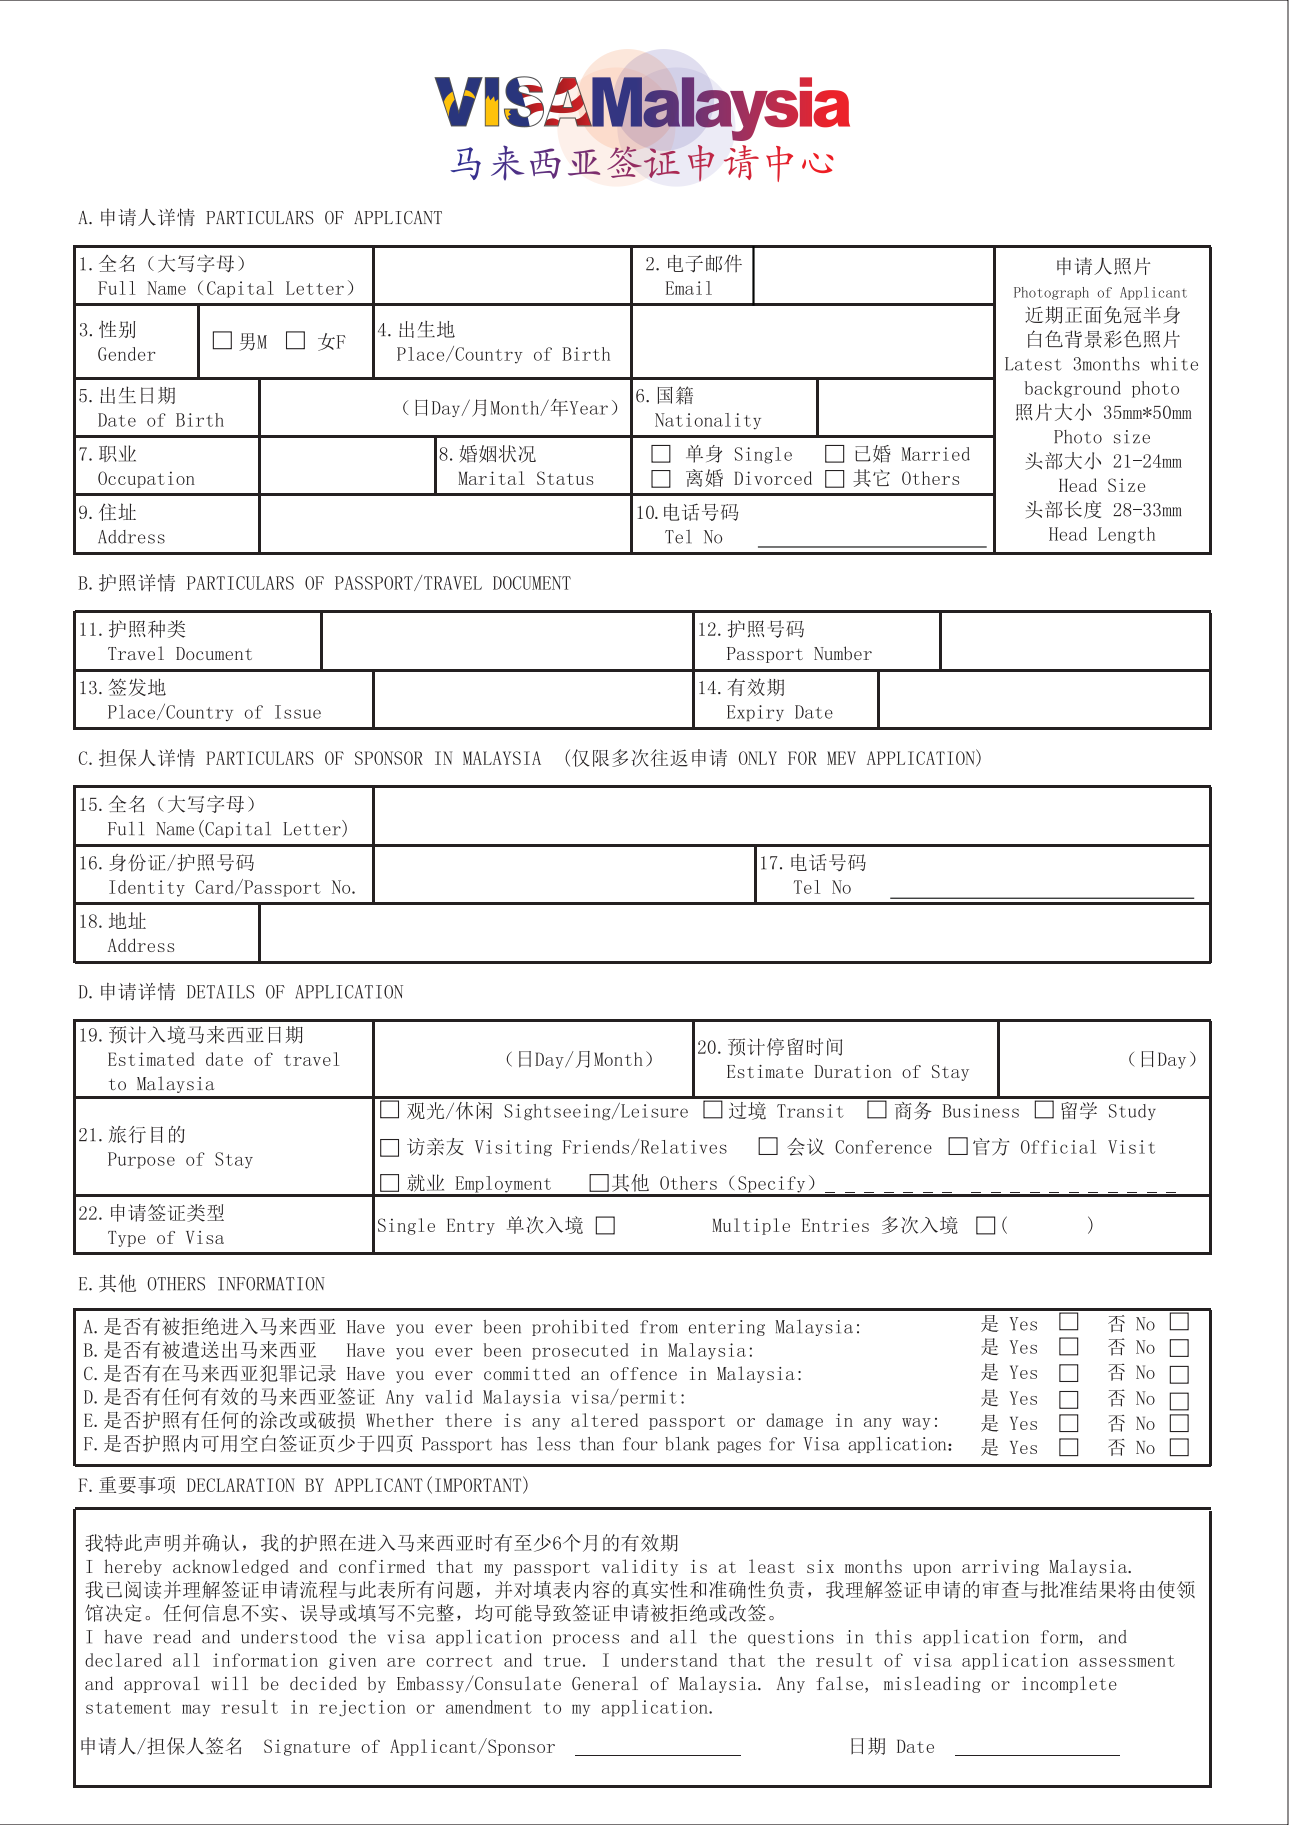 VISAMalaysia
马来西亚签证申请中心
A.申请人详情 PARTICULARS OF APPLICANT
1.全名（大写字母）
Full Name（Capital Letter）
2.电子邮件
Email
申请人照片
Photograph of Applicant
近期正面免冠半身
白色背景彩色照片
Latest 3months white
background photo
照片大小 35mm*50mm
Photo size
头部大小 21-24mm
Head Size
头部长度 28-33mm
Head Length
3.性别
Gender
男M 女F
4.出生地
Place/Country of Birth
5.出生日期
Date of Birth
（日Day/月Month/年Year）
6.国籍
Nationality
7.职业
Occupation
8.婚姻状况
Marital Status
单身 Single 已婚 Married
离婚 Divorced 其它 Others
9.住址
Address
10.电话号码
Tel No
B.护照详情 PARTICULARS OF PASSPORT/TRAVEL DOCUMENT
11.护照种类
Travel Document
12.护照号码
Passport Number
13.签发地
Place/Country of Issue
14.有效期
Expiry Date
C.担保人详情 PARTICULARS OF SPONSOR IN MALAYSIA (仅限多次往返申请 ONLY FOR MEV APPLICATION)
15.全名（大写字母）
Full Name(Capital Letter)
16.身份证/护照号码
Identity Card/Passport No.
17.电话号码
Tel No
18.地址
Address
D.申请详情 DETAILS OF APPLICATION
19.预计入境马来西亚日期
Estimated date of travel
to Malaysia
（日Day/月Month）
20.预计停留时间
Estimate Duration of Stay
（日Day）
21.旅行目的
Purpose of Stay
观光/休闲 Sightseeing/Leisure 过境 Transit 商务 Business 留学 Study
访亲友 Visiting Friends/Relatives 会议 Conference 官方 Official Visit
就业 Employment 其他 Others（Specify）
22.申请签证类型
Type of Visa
Single Entry 单次入境 Multiple Entries 多次入境 ( )
E.其他 OTHERS INFORMATION
A.是否有被拒绝进入马来西亚 Have you ever been prohibited from entering Malaysia: 是 Yes 否 No
B.是否有被遣送出马来西亚 Have you ever been prosecuted in Malaysia: 是 Yes 否 No
C.是否有在马来西亚犯罪记录 Have you ever committed an offence in Malaysia: 是 Yes 否 No
D.是否有任何有效的马来西亚签证 Any valid Malaysia visa/permit: 是 Yes 否 No
E.是否护照有任何的涂改或破损 Whether there is any altered passport or damage in any way: 是 Yes 否 No
F.是否护照内可用空白签证页少于四页 Passport has less than four blank pages for Visa application: 是 Yes 否 No
F.重要事项 DECLARATION BY APPLICANT(IMPORTANT)
我特此声明并确认，我的护照在进入马来西亚时有至少6个月的有效期
I hereby acknowledged and confirmed that my passport validity is at least six months upon arriving Malaysia.
我已阅读并理解签证申请流程与此表所有问题，并对填表内容的真实性和准确性负责，我理解签证申请的审查与批准结果将由使领
馆决定。任何信息不实、误导或填写不完整，均可能导致签证申请被拒绝或改签。
I have read and understood the visa application process and all the questions in this application form, and
declared all information given are correct and true. I understand that the result of visa application assessment
and approval will be decided by Embassy/Consulate General of Malaysia. Any false, misleading or incomplete
statement may result in rejection or amendment to my application.
申请人/担保人签名 Signature of Applicant/Sponsor 日期 Date